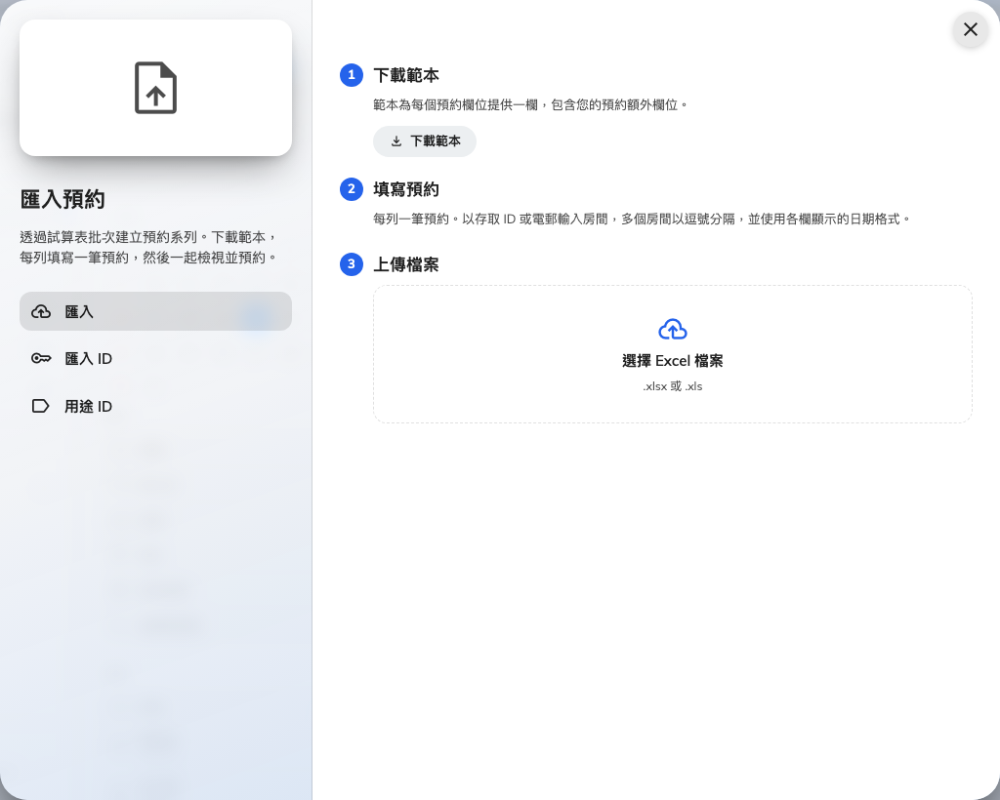 匯入預約
透過試算表批次建立預約系列。下載範本，
每列填寫一筆預約，然後一起檢視並預約。
匯入
匯入 ID
用途 ID
1 下載範本
範本為每個預約欄位提供一欄，包含您的預約額外欄位。
下載範本
2 填寫預約
每列一筆預約。以存取 ID 或電郵輸入房間，多個房間以逗號分隔，並使用各欄顯示的日期格式。
3 上傳檔案
選擇 Excel 檔案
.xlsx 或 .xls